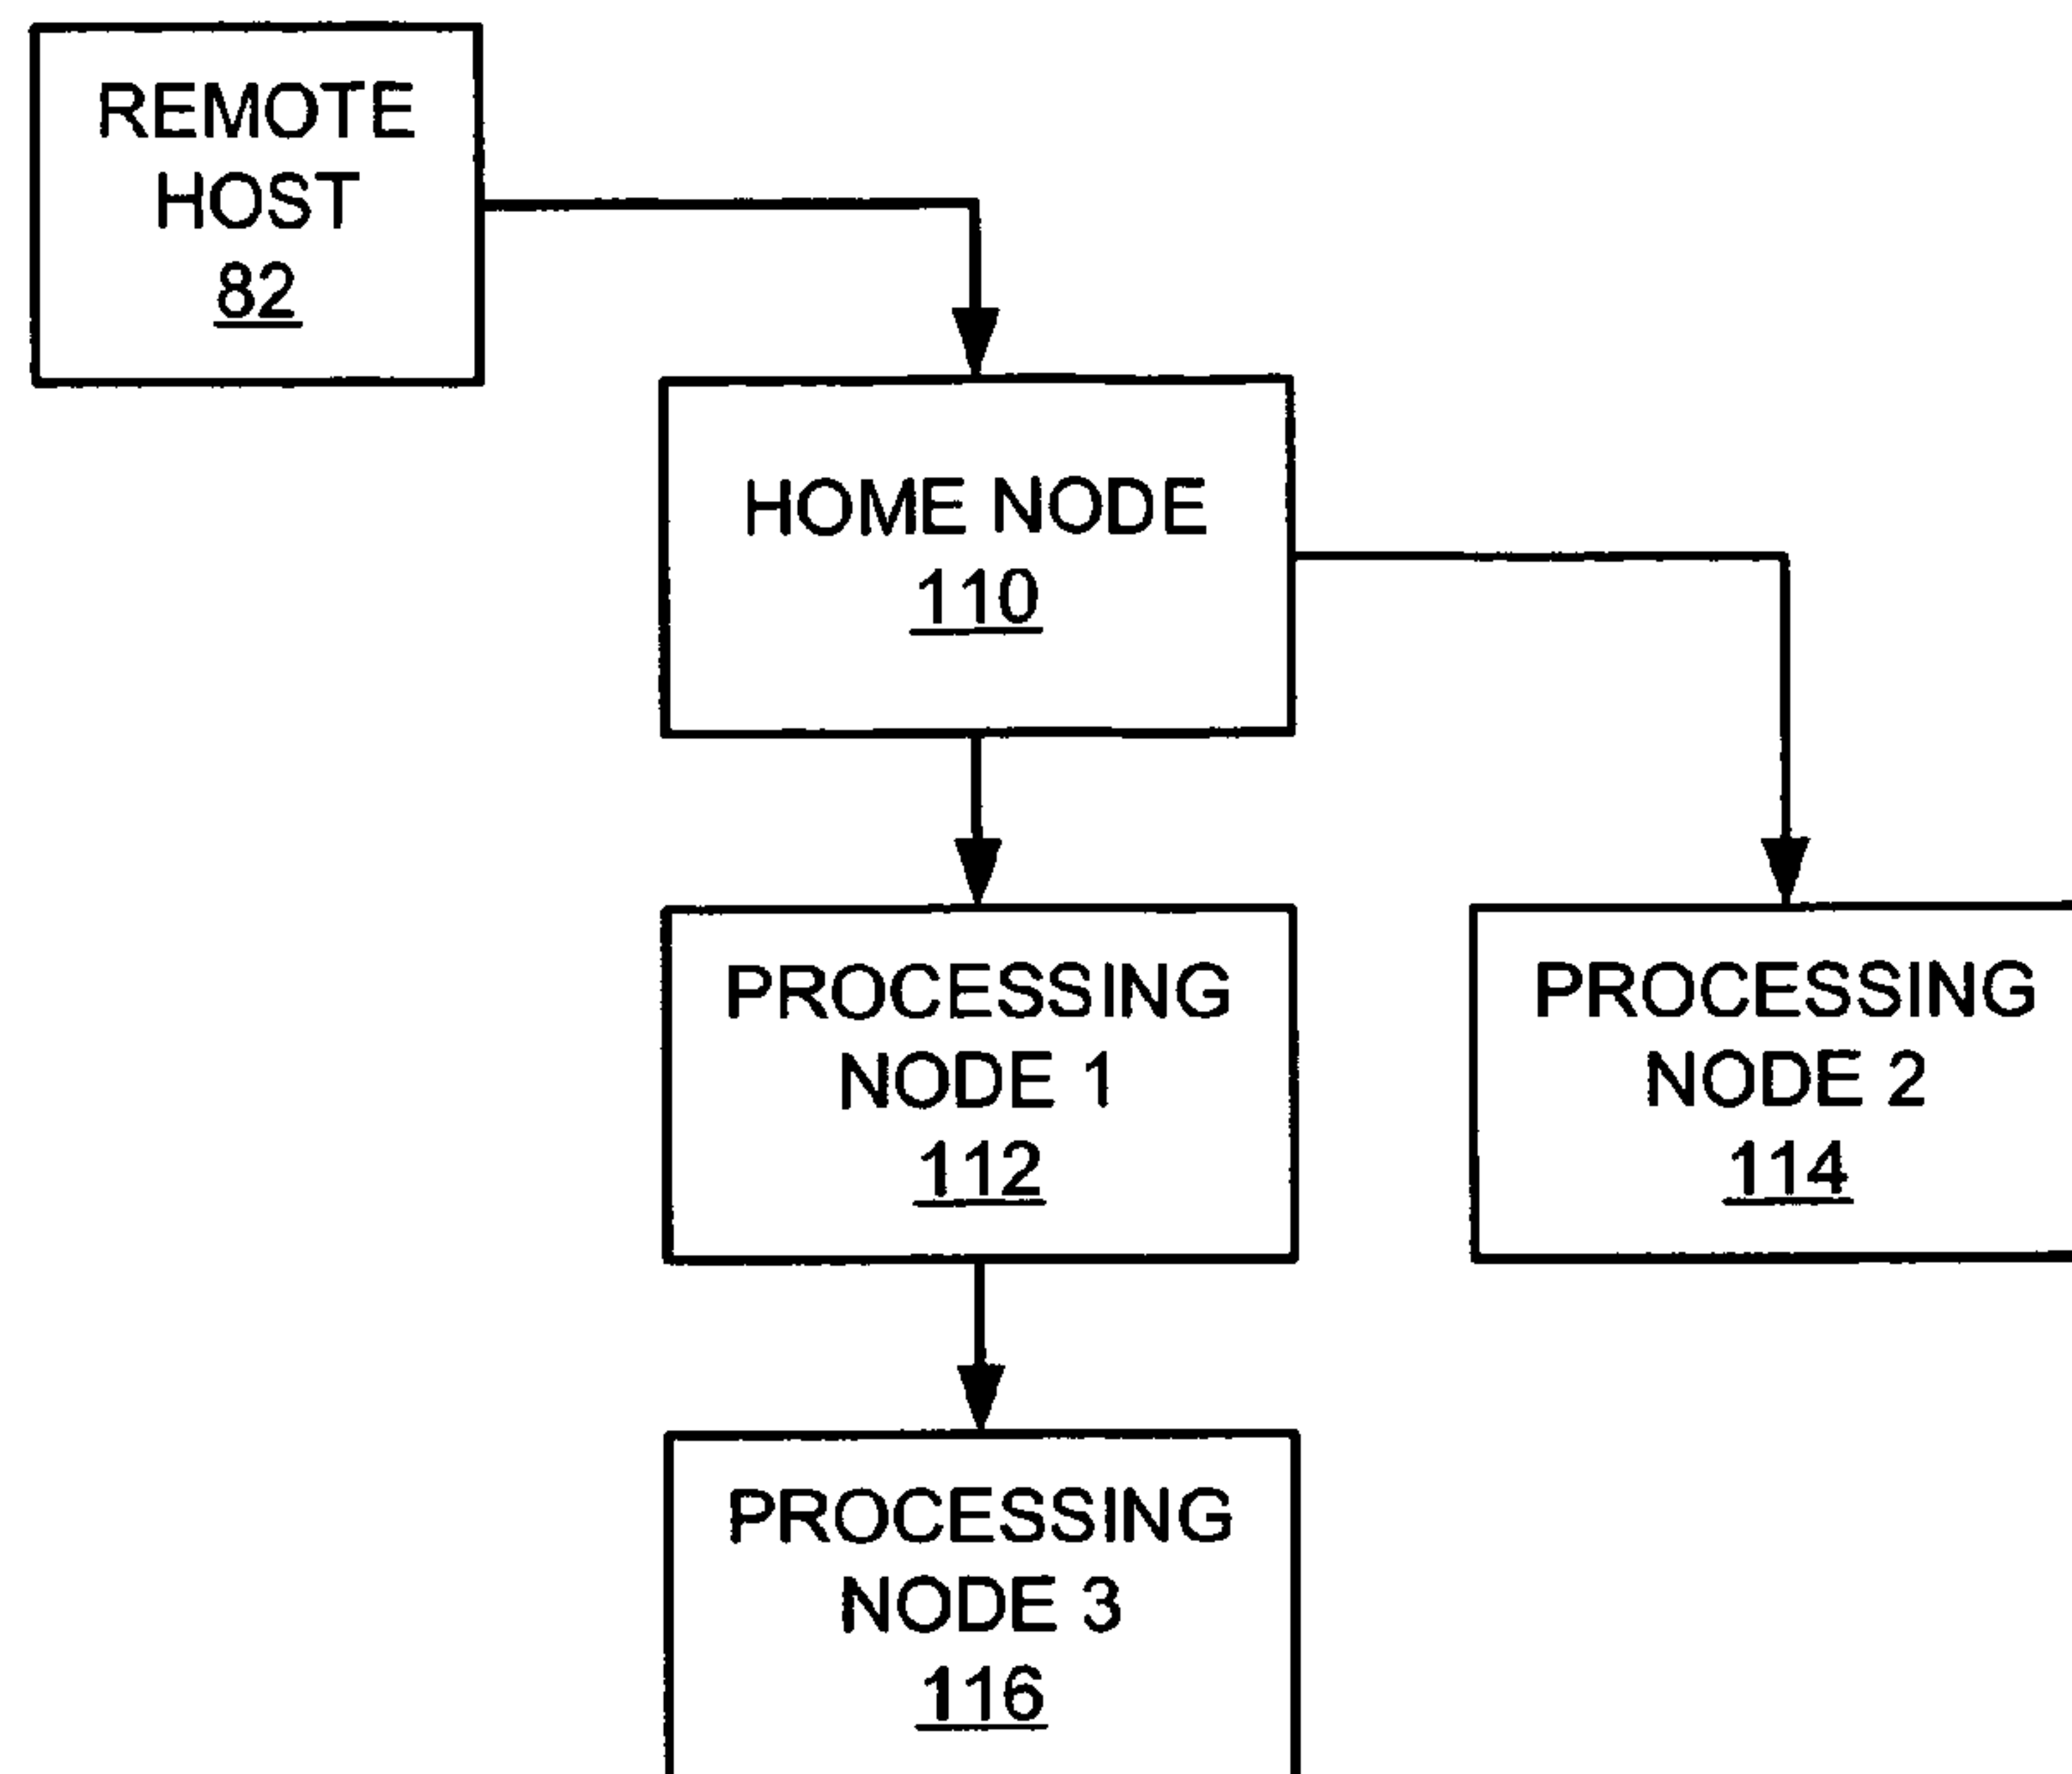 REMOTE
HOST
82
HOME NODE
110
PROCESSING
NODE 1
112
PROCESSING
NODE 2
114
PROCESSING
NODE 3
116